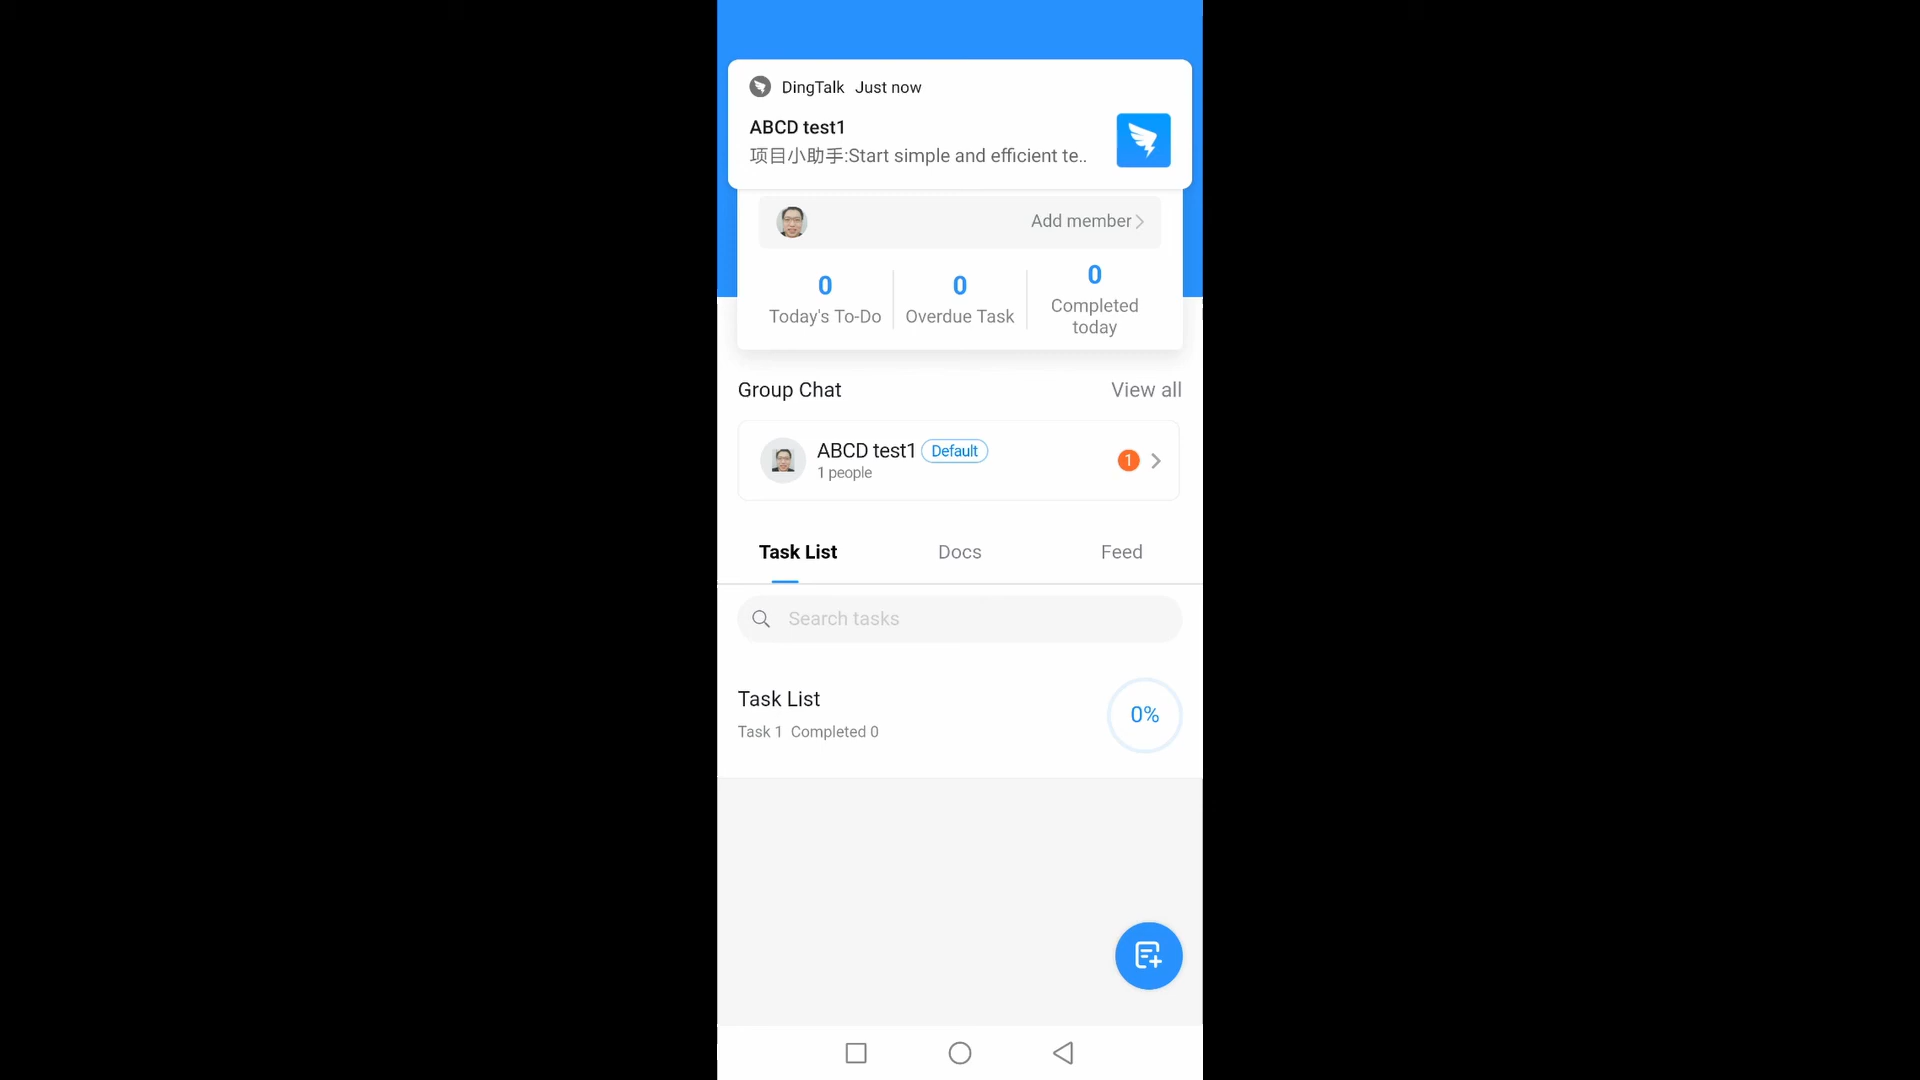 DingTalk Just now
ABCD test1
项目小助手:Start simple and efficient te..
Add member
0
Today's To-Do
0
Overdue Task
0
Completed
today
Group Chat
View all
ABCD test1 Default
1 people
1
Task List
Docs
Feed
Search tasks
Task List
Task 1 Completed 0
0%